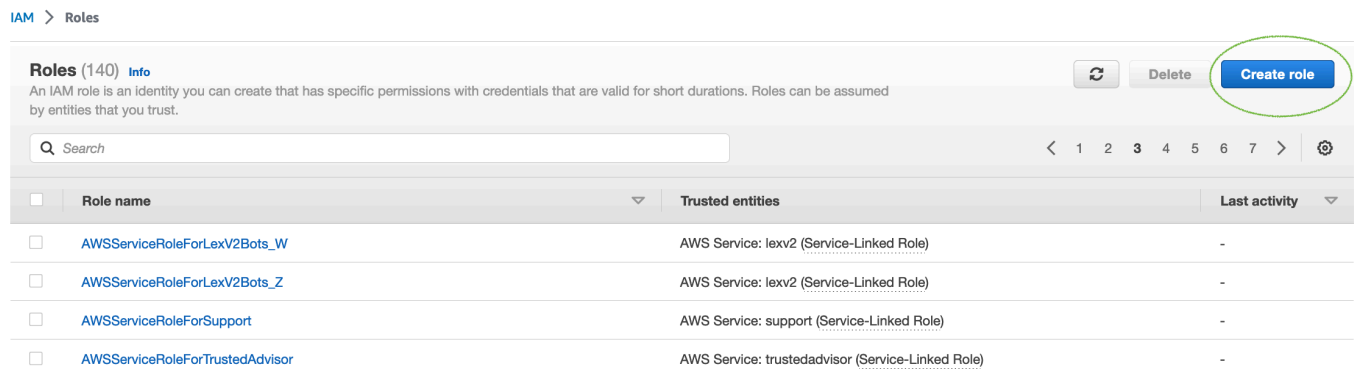 IAM > Roles
Roles (140) Info
An IAM role is an identity you can create that has specific permissions with credentials that are valid for short durations. Roles can be assumed
by entities that you trust.
Delete
Create role
Search
1 2 3 4 5 6 7
Role name Trusted entities Last activity
AWSServiceRoleForLexV2Bots_W AWS Service: lexv2 (Service-Linked Role) -
AWSServiceRoleForLexV2Bots_Z AWS Service: lexv2 (Service-Linked Role) -
AWSServiceRoleForSupport AWS Service: support (Service-Linked Role) -
AWSServiceRoleForTrustedAdvisor AWS Service: trustedadvisor (Service-Linked Role) -